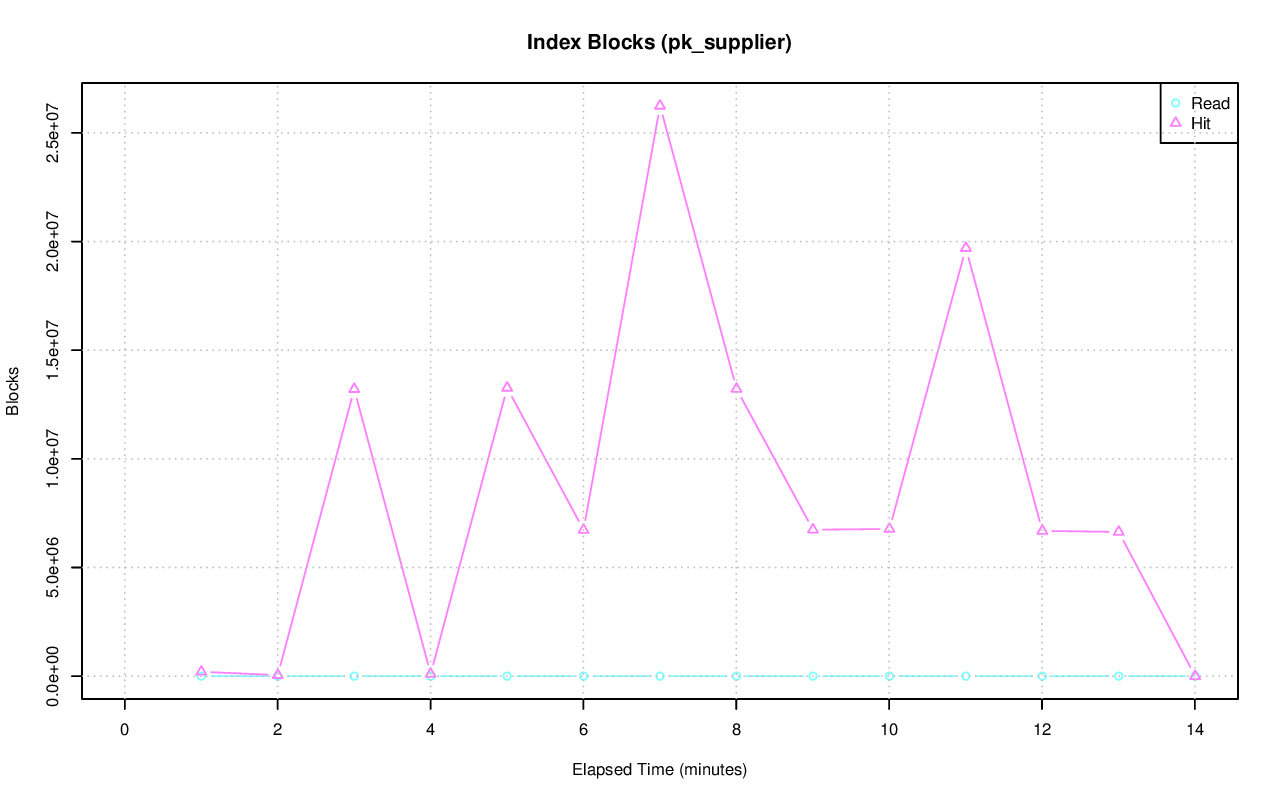 Index Blocks (pk_supplier)
Read
Hit
Blocks
2.5e+07
2.0e+07
1.5e+07
1.0e+07
5.0e+06
0.0e+00
0 2 4 6 8 10 12 14
Elapsed Time (minutes)